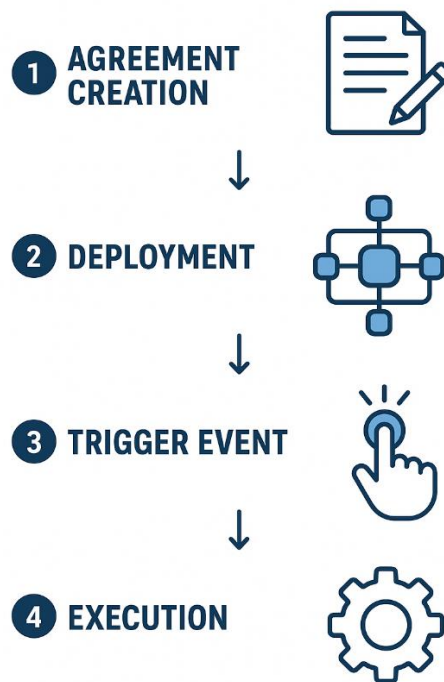 1 AGREEMENT
CREATION
2 DEPLOYMENT
3 TRIGGER EVENT
4 EXECUTION